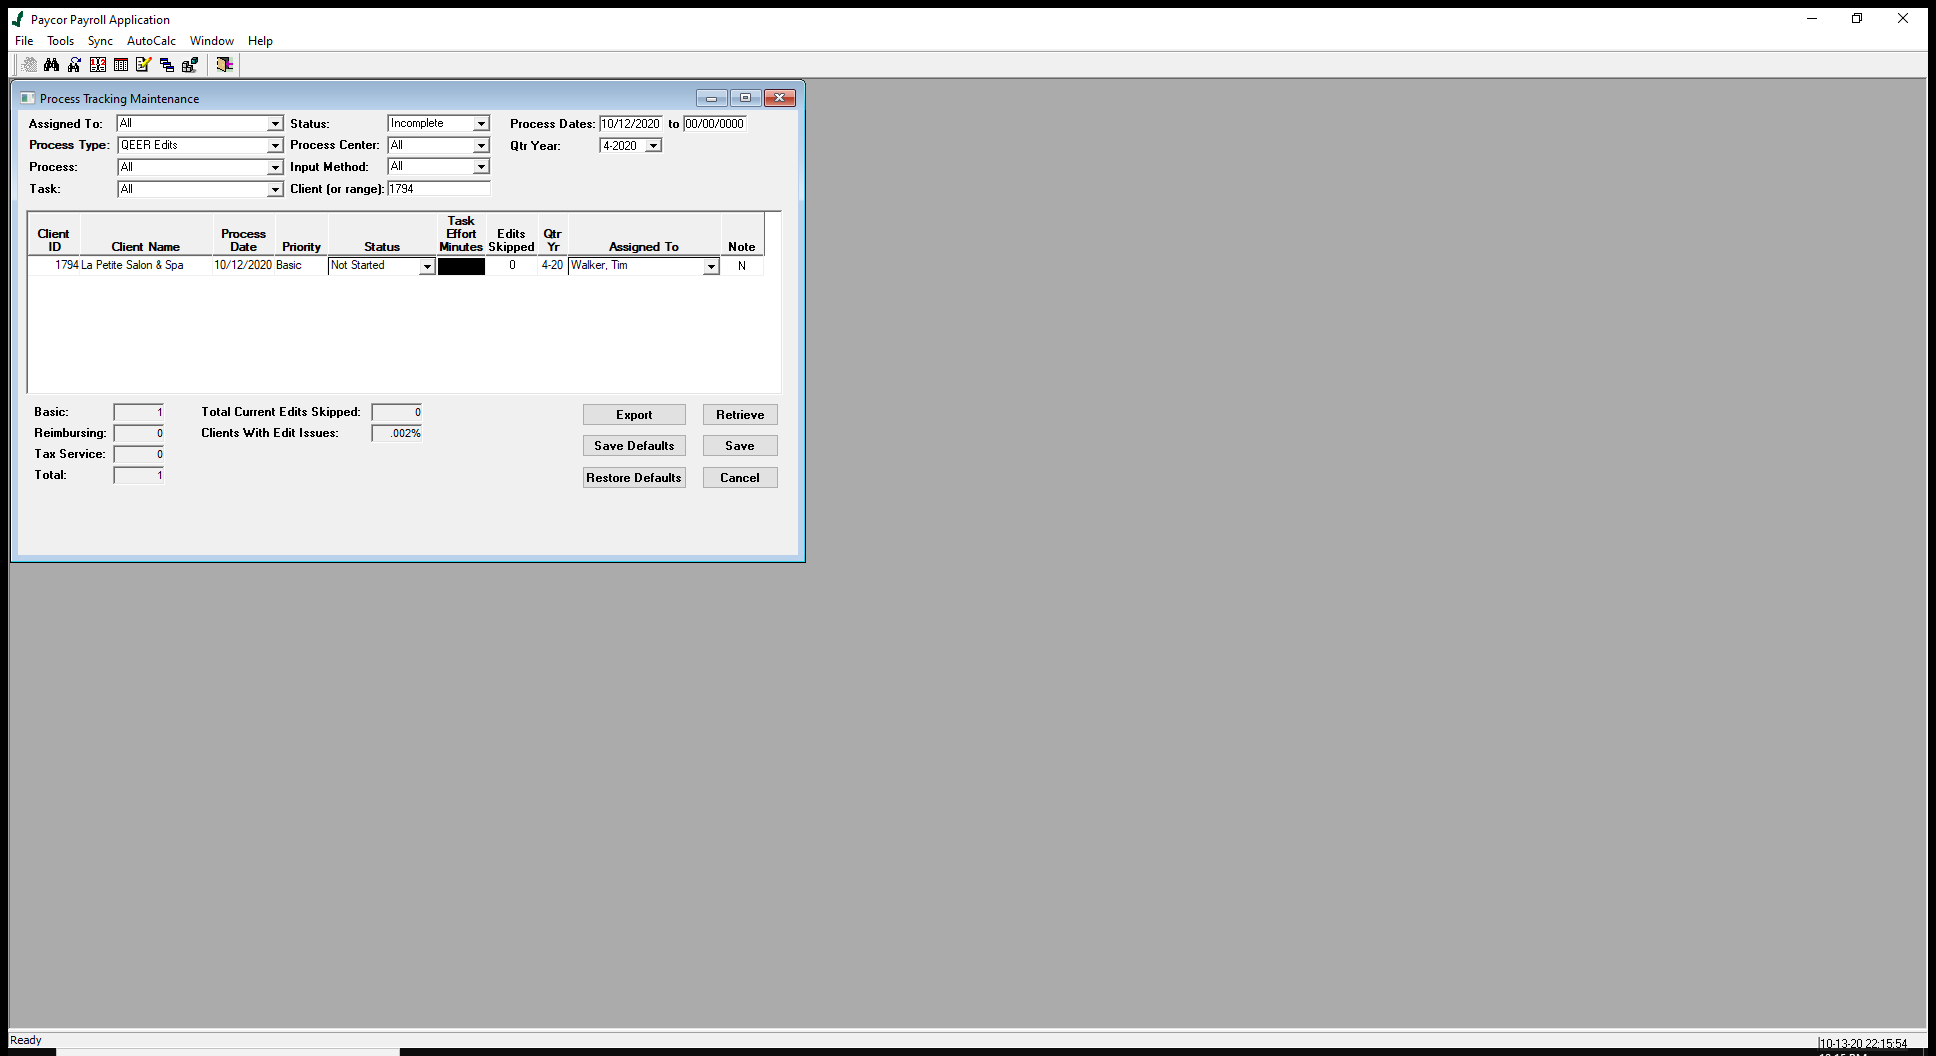 Paycor Payroll Application
File Tools Sync AutoCalc Window Help
Process Tracking Maintenance
Assigned To: All Status: Incomplete Process Dates: 10/12/2020 to 00/00/0000
Process Type: QEER Edits Process Center: All Qtr Year: 4-2020
Process: All Input Method: All
Task: All Client (or range): 1794
Client ID Client Name Process Date Priority Status Task Effort Minutes Edits Skipped Qtr Yr Assigned To Note
1794 La Petite Salon & Spa 10/12/2020 Basic Not Started 0 4-20 Walker, Tim N
Basic: 1 Total Current Edits Skipped: 0 Export Retrieve
Reimbursing: 0 Clients With Edit Issues: .002%
Save Defaults Save
Tax Service: 0
Total: 1 Restore Defaults Cancel
Ready 10-13-20 22:15:54